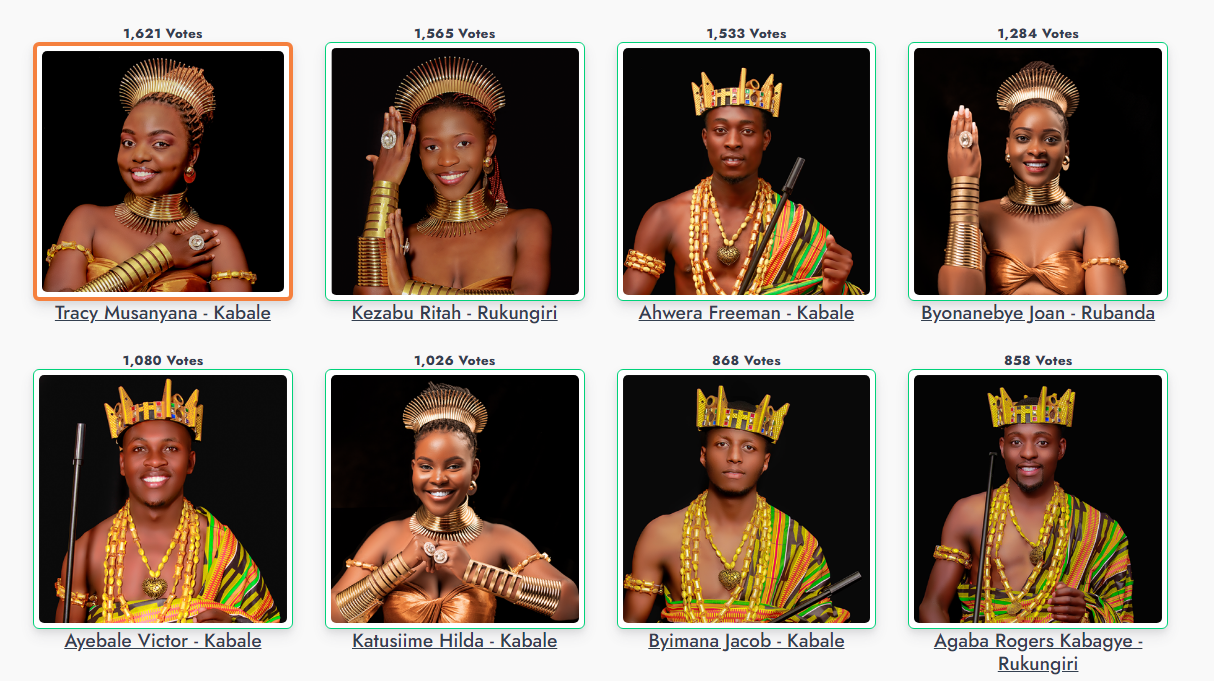 1,621 Votes
1,565 Votes
1,533 Votes
1,284 Votes
Tracy Musanyana - Kabale
Kezabu Ritah - Rukungiri
Ahwera Freeman - Kabale
Byonanebye Joan - Rubanda
1,080 Votes
1,026 Votes
868 Votes
858 Votes
Ayebale Victor - Kabale
Katusiime Hilda - Kabale
Byimana Jacob - Kabale
Agaba Rogers Kabagye -
Rukungiri